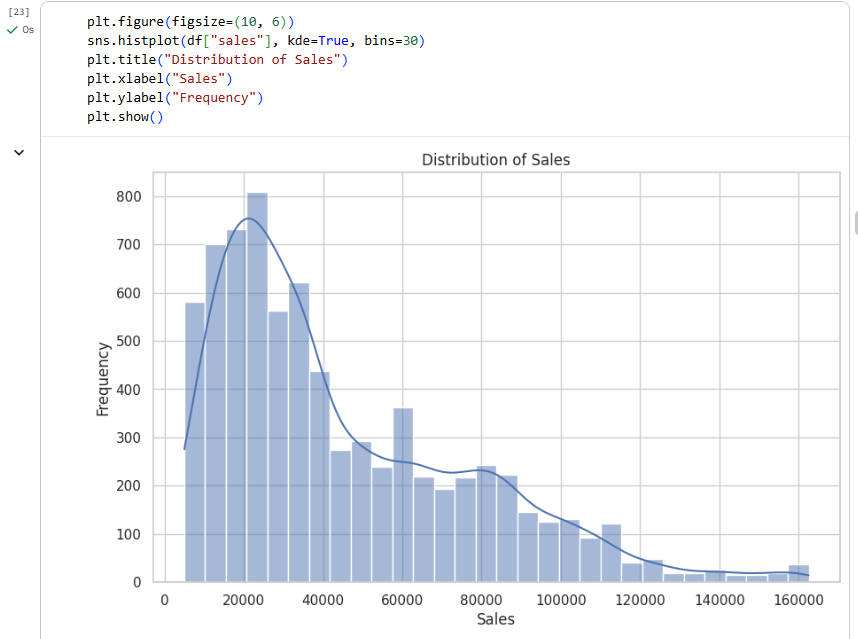 [23]
0s
plt.figure(figsize=(10, 6))
sns.histplot(df["sales"], kde=True, bins=30)
plt.title("Distribution of Sales")
plt.xlabel("Sales")
plt.ylabel("Frequency")
plt.show()
Distribution of Sales
800
700
600
500
400
300
200
100
0
Frequency
0 20000 40000 60000 80000 100000 120000 140000 160000
Sales